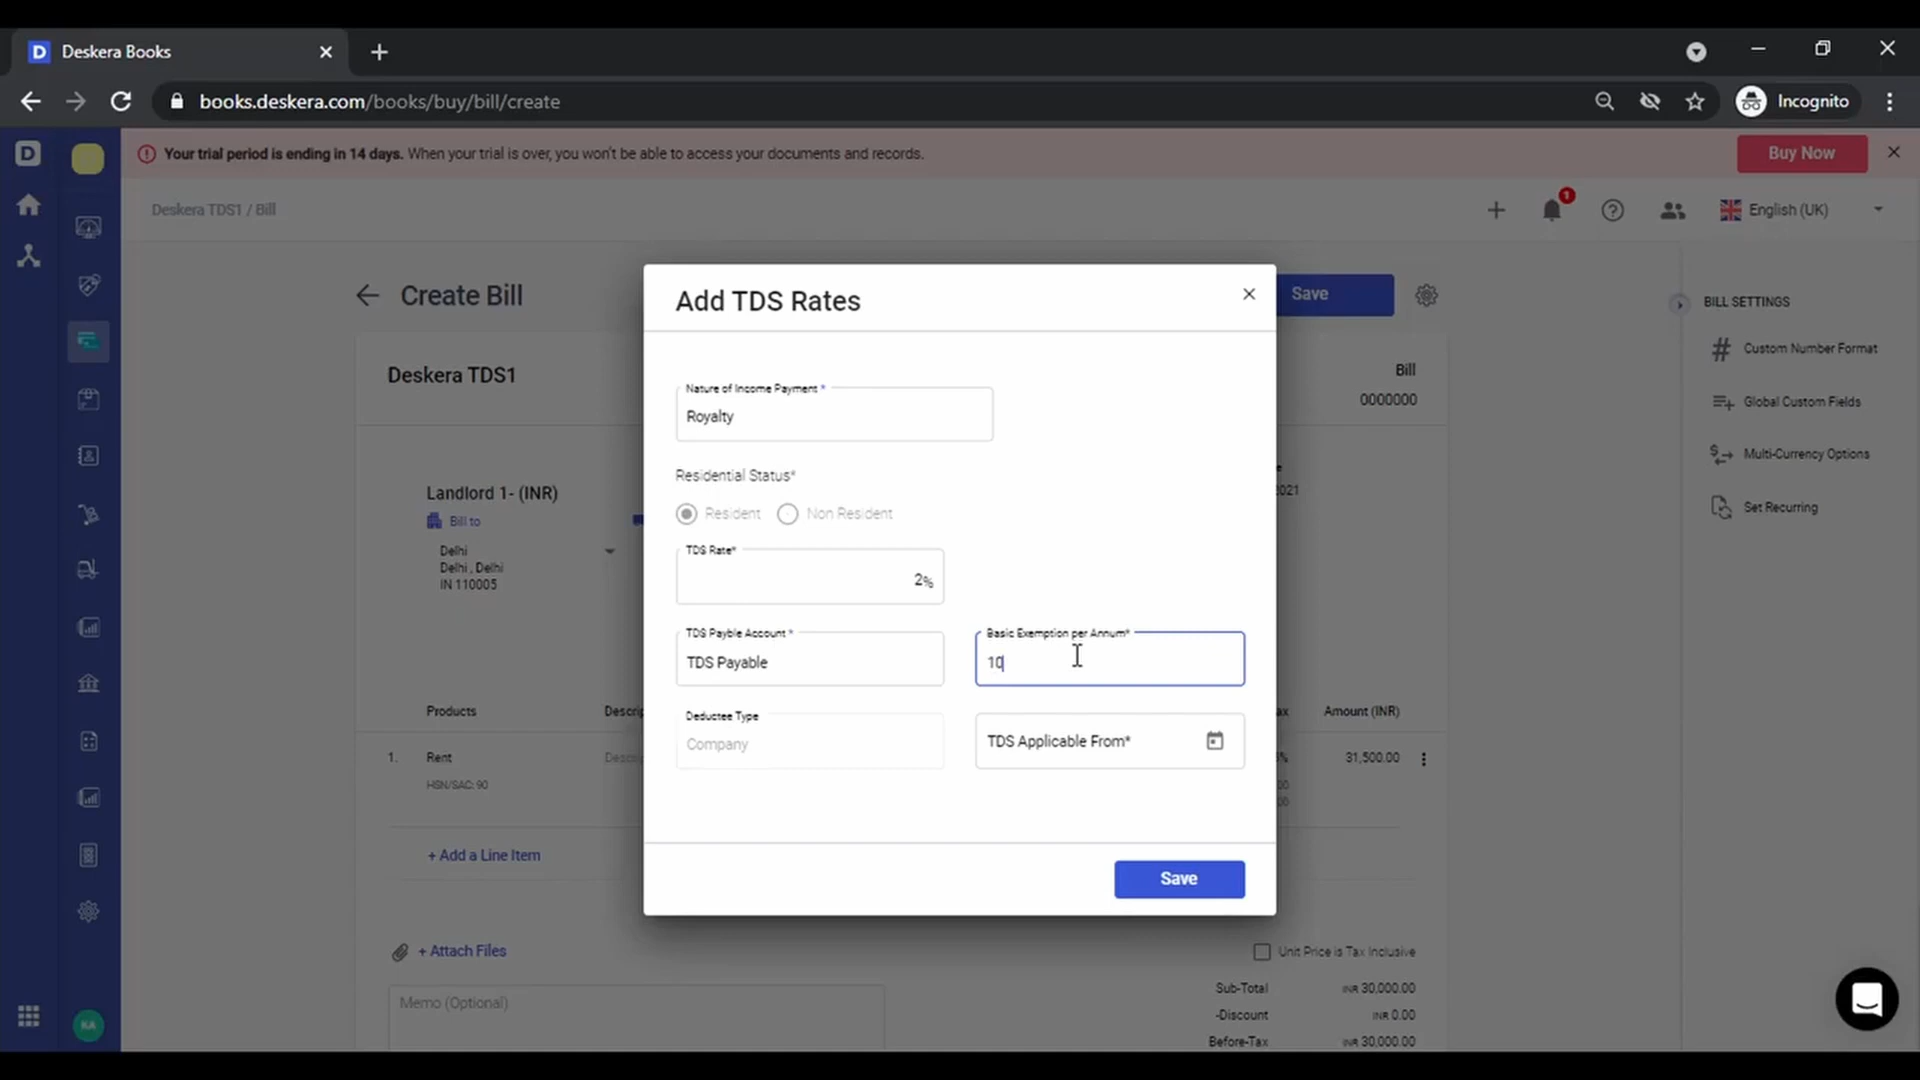 Deskera Books
books.deskera.com/books/buy/bill/create
Incognito
Your trial period is ending in 14 days. When your trial is over, you won't be able to access your documents and records.
Buy Now
Deskera TDS1 / Bill
1
English (UK)
Create Bill
Save
BILL SETTINGS
Custom Number Format
Global Custom Fields
Multi-Currency Options
Set Recurring
Deskera TDS1
Bill
0000000
Landlord 1- (INR)
Bill to
Delhi
Delhi , Delhi
IN 110005
2021
Products
Amount (INR)
1.
Rent
31,500.00
HSN/SAC: 90
+ Add a Line Item
+ Attach Files
Memo (Optional)
Unit Price is Tax Inclusive
Sub-Total
INR 30,000.00
-Discount
INR 0.00
Before-Tax
INR 30,000.00
KA
Add TDS Rates
Nature of Income Payment *
Royalty
Residential Status*
Resident
Non Resident
TDS Rate*
2%
TDS Payble Account *
TDS Payable
Basic Exemption per Annum*
10
Deductee Type
Company
TDS Applicable From*
Save